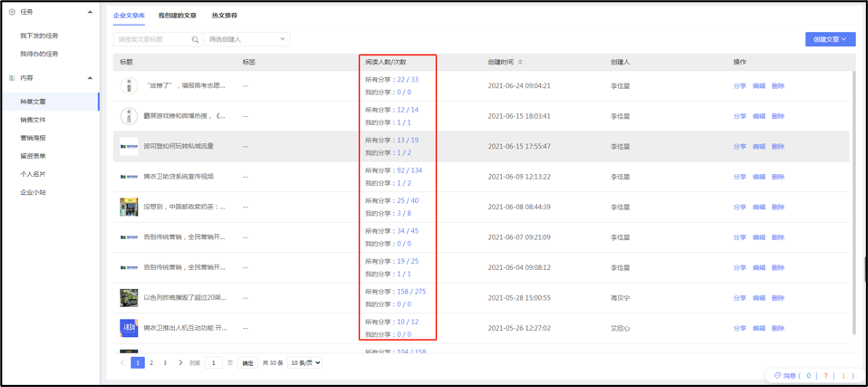 任务
我下发的任务
我待办的任务
内容
种草文章
销售文件
营销海报
留资表单
个人名片
企业小站
企业文章库 我创建的文章 热文推荐
请搜索文章标题 筛选创建人 创建文章
标题 标签 阅读人数/次数 创建时间 创建人 操作
“放榜了”，填报高考志愿... -- 所有分享：22 / 33 我的分享：0 / 0 2021-06-24 09:04:21 李佳星 分享 编辑 删除
霸屏游戏榜和微博热搜，《... -- 所有分享：12 / 14 我的分享：1 / 1 2021-06-15 18:03:41 李佳星 分享 编辑 删除
波司登如何玩转私域流量 -- 所有分享：13 / 19 我的分享：1 / 2 2021-06-15 17:55:47 李佳星 分享 编辑 删除
锦衣卫助贷系统宣传视频 -- 所有分享：92 / 134 我的分享：1 / 2 2021-06-09 12:13:22 李佳星 分享 编辑 删除
没想到，中国邮政卖奶茶：... -- 所有分享：25 / 40 我的分享：3 / 8 2021-06-08 08:44:39 李佳星 分享 编辑 删除
告别传统营销，全民营销开... -- 所有分享：34 / 45 我的分享：0 / 0 2021-06-07 09:21:09 李佳星 分享 编辑 删除
告别传统营销，全民营销开... -- 所有分享：19 / 25 我的分享：1 / 1 2021-06-04 09:08:12 李佳星 分享 编辑 删除
以色列昨晚摧毁了超过20架... -- 所有分享：158 / 275 我的分享：0 / 0 2021-05-28 15:00:55 蒋贝宁 分享 编辑 删除
锦衣卫推出人机互动功能 开... -- 所有分享：10 / 12 我的分享：0 / 0 2021-05-26 12:27:02 艾欣心 分享 编辑 删除
所有分享：104 / 158
1 2 3 到第 1 页 确定 共 30 条 10 条/页
消息 ( 0 | 7 | 1 )